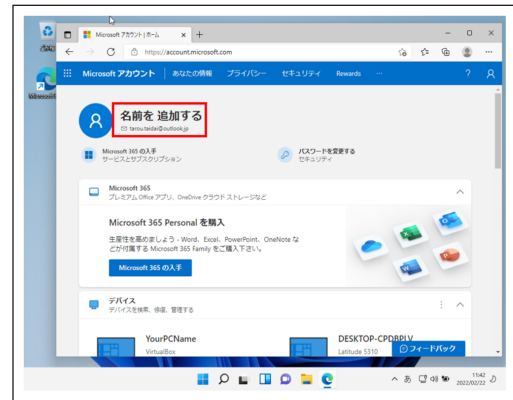 Microsoft アカウント | ホーム
https://account.microsoft.com
Microsoft アカウント
あなたの情報
プライバシー
セキュリティ
Rewards
?
名前を 追加する
tarou.taidai@outlook.jp
Microsoft 365 の入手
サービスとサブスクリプション
パスワードを変更する
セキュリティ
Microsoft 365
プレミアム Office アプリ、OneDrive クラウド ストレージなど
Microsoft 365 Personal を購入
生産性を高めましょう - Word、Excel、PowerPoint、OneNote な
どが付属する Microsoft 365 Family をご購入下さい。
Microsoft 365 の入手
デバイス
デバイスを検索、修復、管理する
YourPCName
VirtualBox
DESKTOP-CPDBPLV
Latitude 5310
フィードバック
あ
11:42
2022/02/22